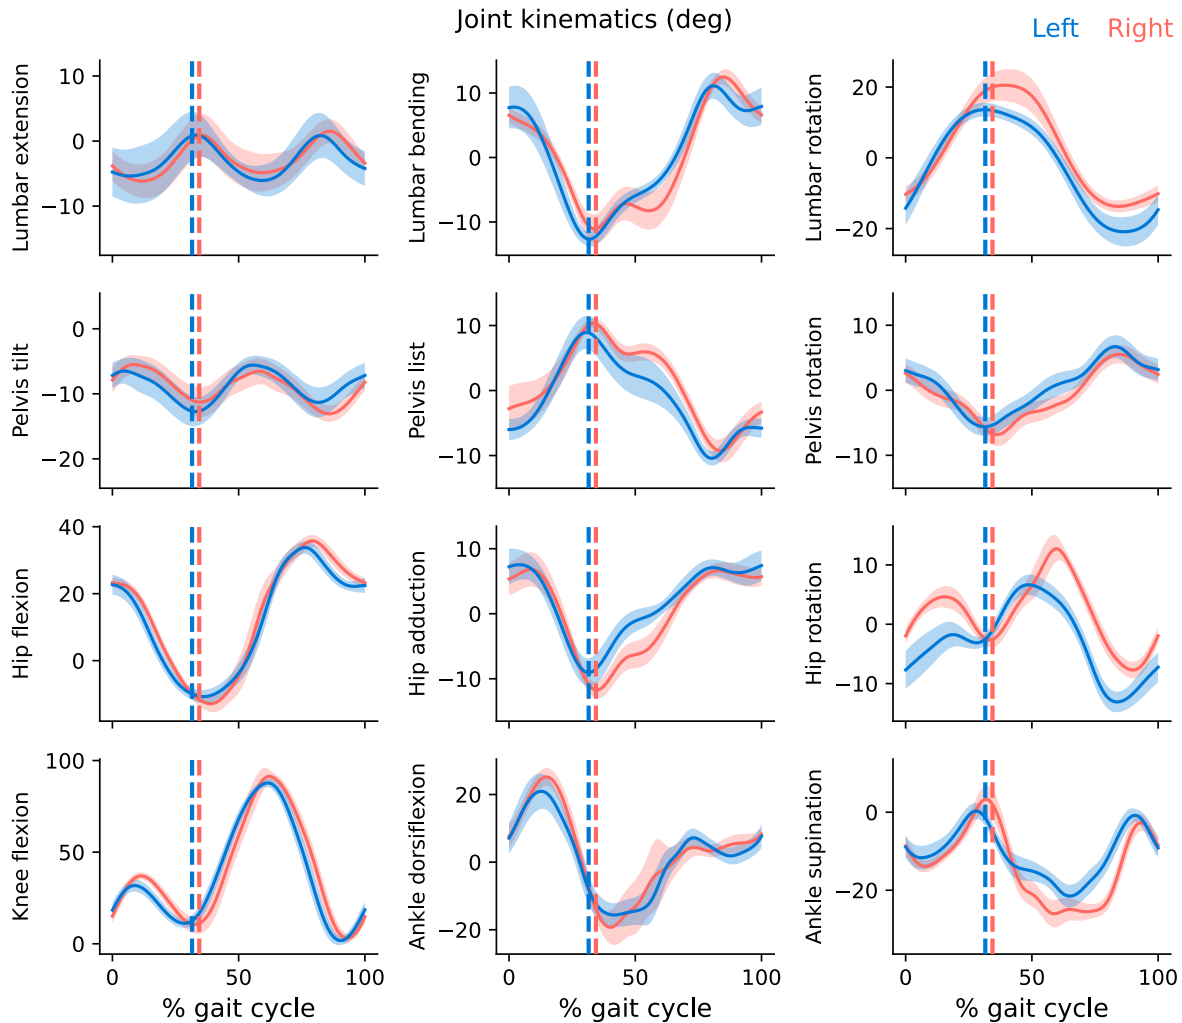 Joint kinematics (deg)
Left Right
Lumbar extension
10
0
−10
Lumbar bending
10
0
−10
Lumbar rotation
20
0
−20
Pelvis tilt
0
−10
−20
Pelvis list
10
0
−10
Pelvis rotation
10
0
−10
Hip flexion
40
20
0
Hip adduction
10
0
−10
Hip rotation
10
0
−10
Knee flexion
100
50
0
0 50 100
% gait cycle
Ankle dorsiflexion
20
0
−20
0 50 100
% gait cycle
Ankle supination
0
−20
0 50 100
% gait cycle